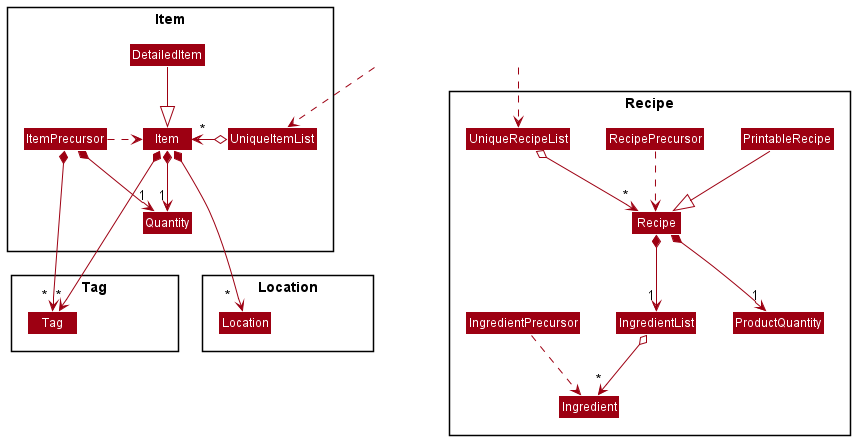 Item
DetailedItem
ItemPrecursor
Item
*
UniqueItemList
1
1
Quantity
Tag
*
*
Tag
Location
*
Location
Recipe
UniqueRecipeList
RecipePrecursor
PrintableRecipe
*
Recipe
1
1
IngredientPrecursor
IngredientList
ProductQuantity
*
Ingredient